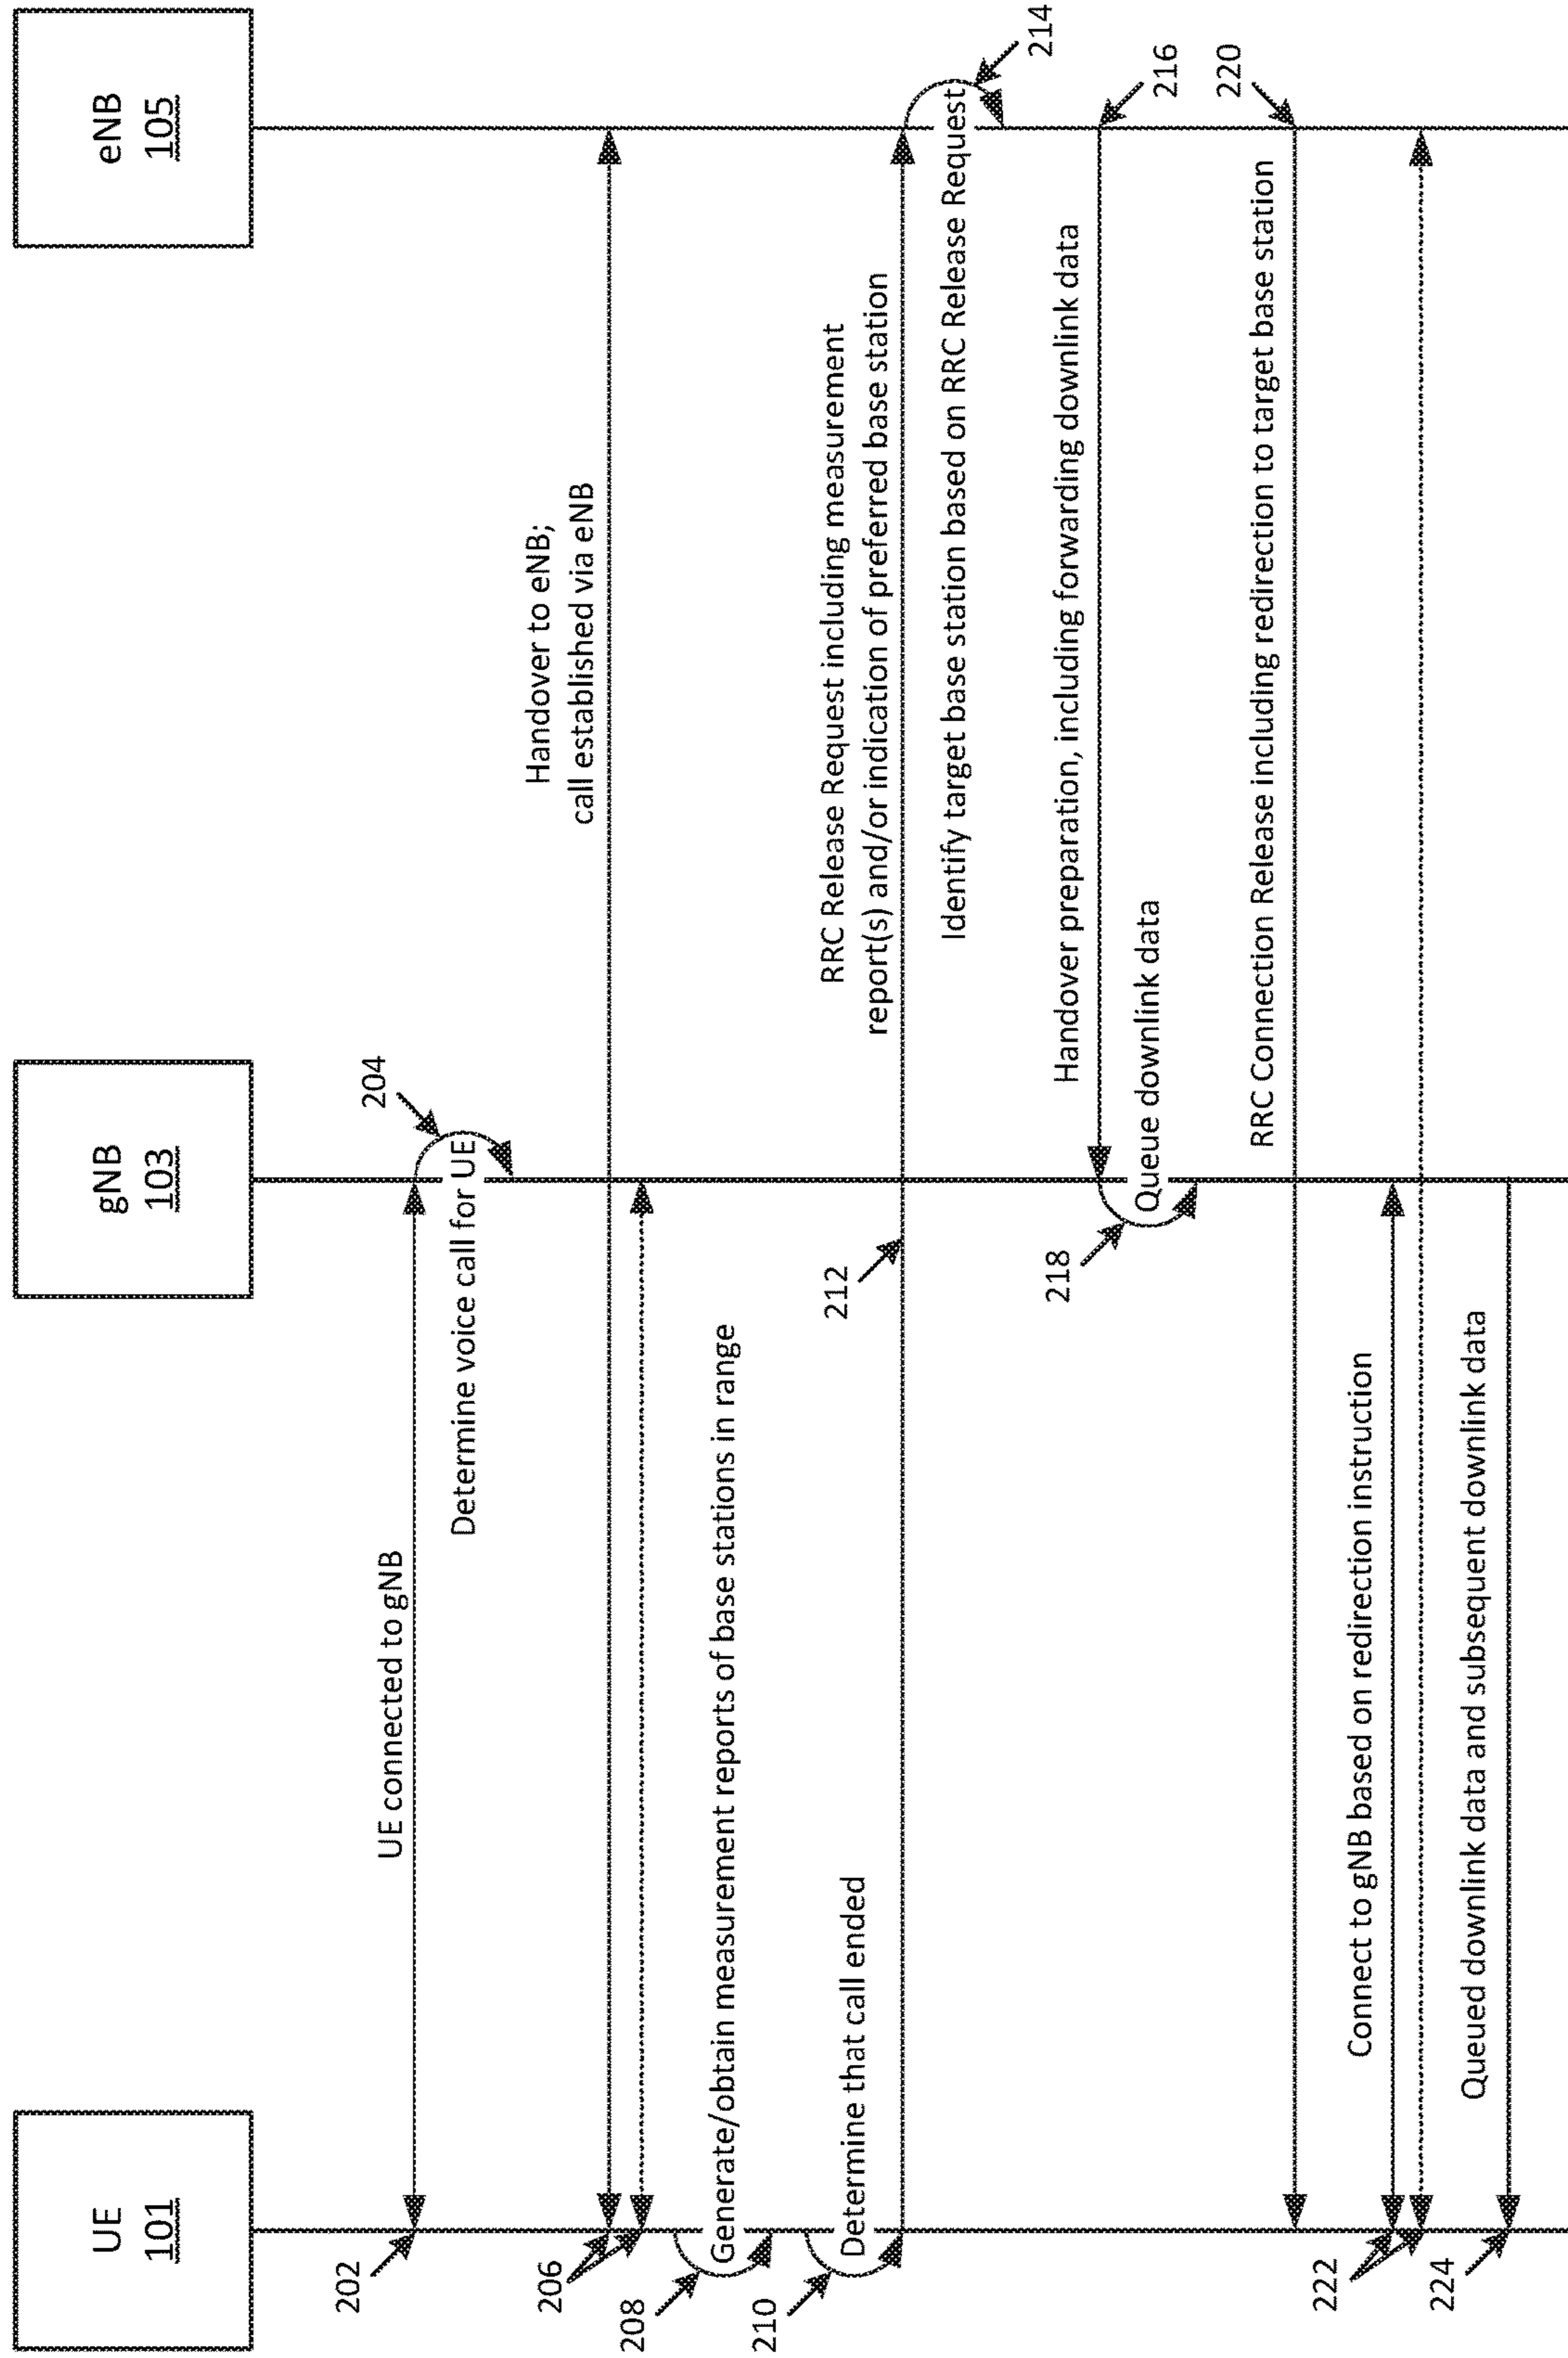 UE
101
gNB
103
eNB
105
202
UE connected to gNB
204
Determine voice call for UE
206
Handover to eNB;
call established via eNB
208
Generate/obtain measurement reports of base stations in range
210
Determine that call ended
212
RRC Release Request including measurement
report(s) and/or indication of preferred base station
214
Identify target base station based on RRC Release Request
216
Handover preparation, including forwarding downlink data
218
Queue downlink data
220
RRC Connection Release including redirection to target base station
222
Connect to gNB based on redirection instruction
224
Queued downlink data and subsequent downlink data